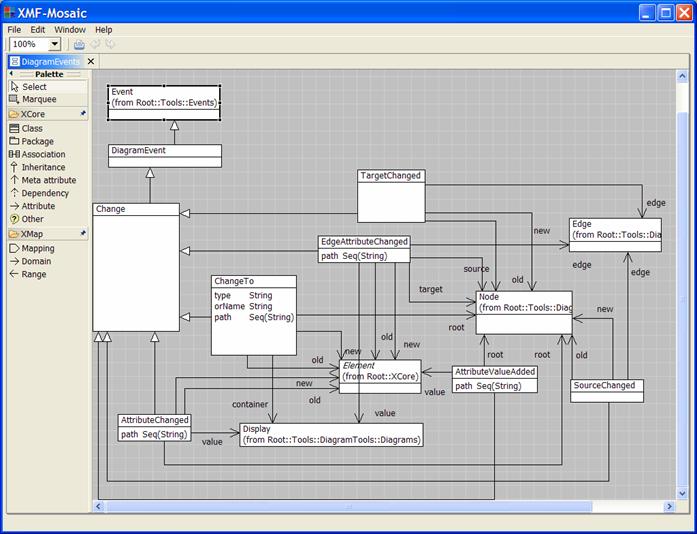 XMF-Mosaic
File Edit Window Help
100%
DiagramEvents
Palette
Select
Marquee
XCore
Class
Package
Association
Inheritance
Meta attribute
Dependency
Attribute
Other
XMap
Mapping
Domain
Range
Event
(from Root::Tools::Events)
DiagramEvent
Change
TargetChanged
edge
new
Edge
(from Root::Tools::Dia
EdgeAttributeChanged
path Seq(String)
edge
edge
source
old
target
ChangeTo
type String
orName String
path Seq(String)
Node
(from Root::Tools::Diag
root
new
old
new
new
old
Element
(from Root::XCore)
root
root
old
new
old
AttributeValueAdded
path Seq(String)
value
SourceChanged
container
value
AttributeChanged
path Seq(String)
value
Display
(from Root::Tools::DiagramTools::Diagrams)